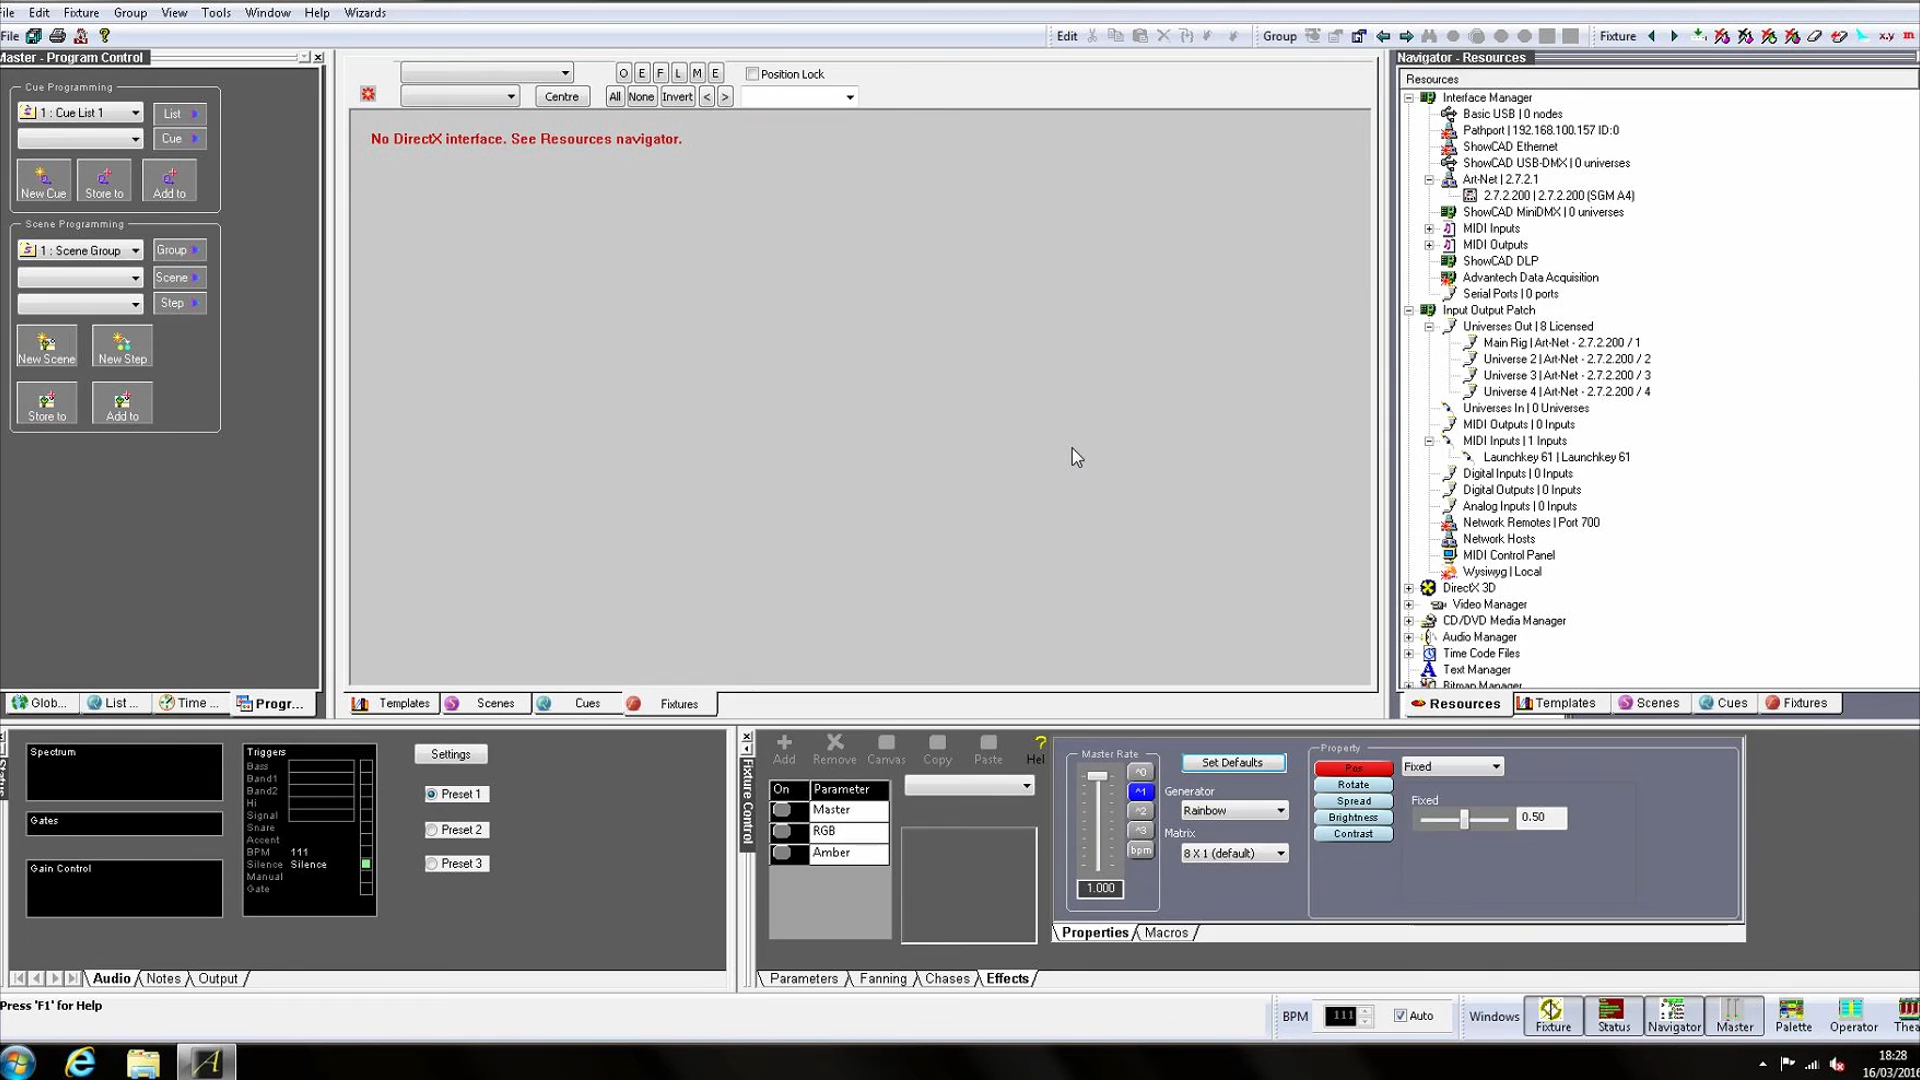 File Edit Fixture Group View Tools Window Help Wizards
File
Edit
Group
Fixture
x.y
Master - Program Control
Cue Programming
1 : Cue List 1
List
Cue
New Cue
Store to
Add to
Scene Programming
1 : Scene Group
Group
Scene
Step
New Scene
New Step
Store to
Add to
Glob...
List ...
Time ...
Progr...
O E F L M E
Position Lock
Centre
All None Invert < >
No DirectX interface. See Resources navigator.
Templates
Scenes
Cues
Fixtures
Navigator - Resources
Resources
Interface Manager
Basic USB | 0 nodes
Pathport | 192.168.100.157 ID:0
ShowCAD Ethernet
ShowCAD USB-DMX | 0 universes
Art-Net | 2.7.2.1
2.7.2.200 | 2.7.2.200 (SGM A4)
ShowCAD MiniDMX | 0 universes
MIDI Inputs
MIDI Outputs
ShowCAD DLP
Advantech Data Acquisition
Serial Ports | 0 ports
Input Output Patch
Universes Out | 8 Licensed
Main Rig | Art-Net - 2.7.2.200 / 1
Universe 2 | Art-Net - 2.7.2.200 / 2
Universe 3 | Art-Net - 2.7.2.200 / 3
Universe 4 | Art-Net - 2.7.2.200 / 4
Universes In | 0 Universes
MIDI Outputs | 0 Inputs
MIDI Inputs | 1 Inputs
Launchkey 61 | Launchkey 61
Digital Inputs | 0 Inputs
Digital Outputs | 0 Inputs
Analog Inputs | 0 Inputs
Network Remotes | Port 700
Network Hosts
MIDI Control Panel
Wysiwyg | Local
DirectX 3D
Video Manager
CD/DVD Media Manager
Audio Manager
Time Code Files
Text Manager
Bitmap Manager
Resources
Templates
Scenes
Cues
Fixtures
Status
Spectrum
Gates
Gain Control
Triggers
Bass
Band1
Band2
Hi
Signal
Snare
Accent
BPM 111
Silence Silence
Manual
Gate
Settings
Preset 1
Preset 2
Preset 3
Audio Notes Output
Fixture Control
Add
Remove
Canvas
Copy
Paste
Hel
On Parameter
Master
RGB
Amber
Master Rate
^0
^1
^2
^3
bpm
1.000
Set Defaults
Generator
Rainbow
Matrix
8 X 1 (default)
Property
Pos
Rotate
Spread
Brightness
Contrast
Fixed
Fixed
0.50
Properties Macros
Parameters Fanning Chases Effects
Press 'F1' for Help
BPM 111 Auto
Windows
Fixture
Status
Navigator
Master
Palette
Operator
Thea
18:28
16/03/2016